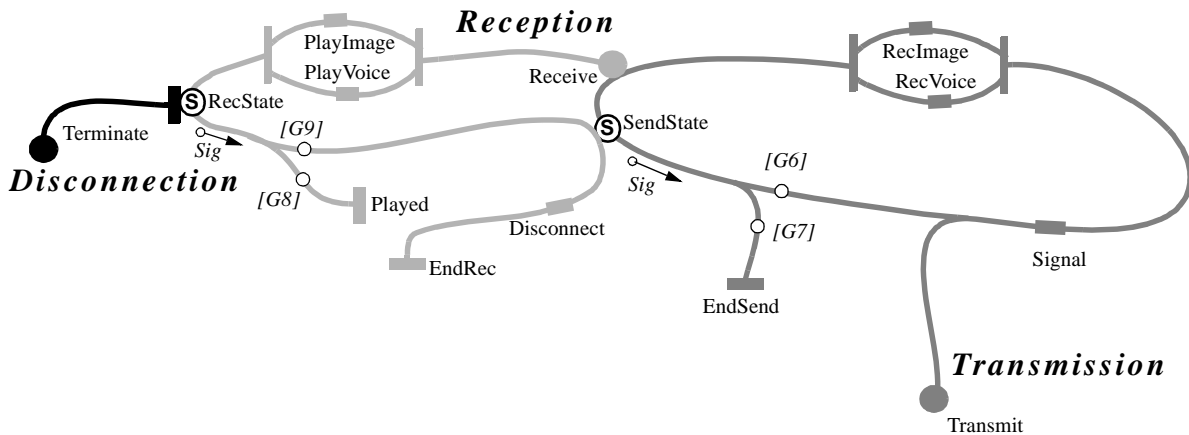 Reception
PlayImage
PlayVoice
Receive
RecImage
RecVoice
S RecState
Terminate
Disconnection
Sig
[G9]
[G8]
Played
S SendState
Sig
[G6]
[G7]
Disconnect
EndRec
EndSend
Signal
Transmission
Transmit